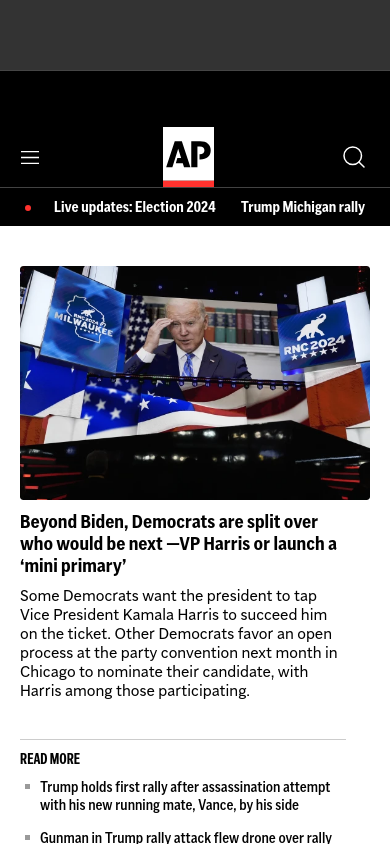 AP
Live updates: Election 2024 Trump Michigan rally
RNC 2024
MILWAUKEE
RNC 2024
Beyond Biden, Democrats are split over
who would be next —VP Harris or launch a
‘mini primary’
Some Democrats want the president to tap
Vice President Kamala Harris to succeed him
on the ticket. Other Democrats favor an open
process at the party convention next month in
Chicago to nominate their candidate, with
Harris among those participating.
READ MORE
Trump holds first rally after assassination attempt
with his new running mate, Vance, by his side
Gunman in Trump rally attack flew drone over rally